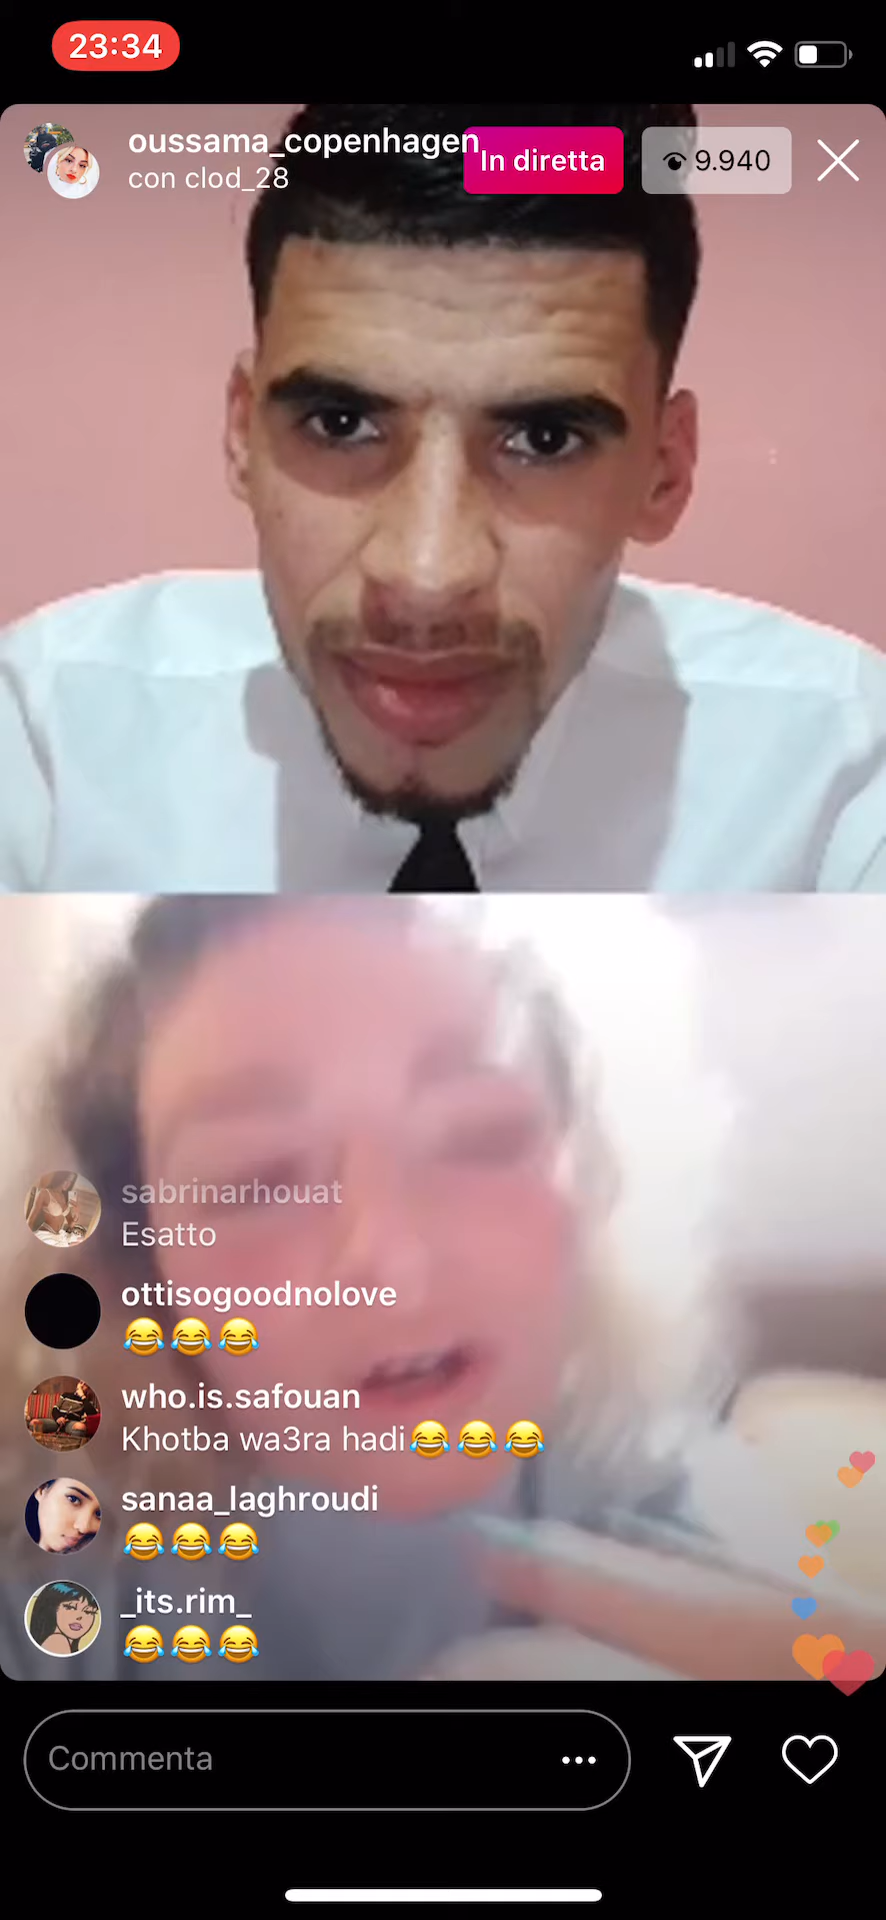 23:34
oussama_copenhagen
con clod_28
In diretta
9.940
sabrinarhouat
Esatto
ottisogoodnolove
😂😂😂
who.is.safouan
Khotba wa3ra hadi😂😂😂
sanaa_laghroudi
😂😂😂
_its.rim_
😂😂😂
Commenta